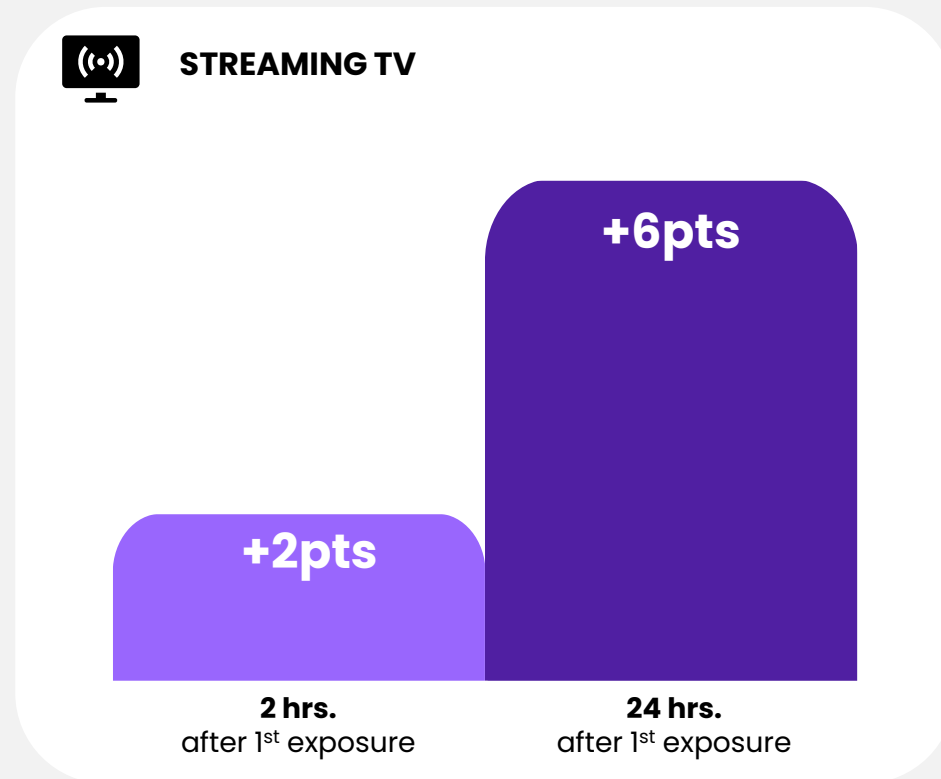 STREAMING TV
+6pts
+2pts
2 hrs.
after 1st exposure
24 hrs.
after 1st exposure